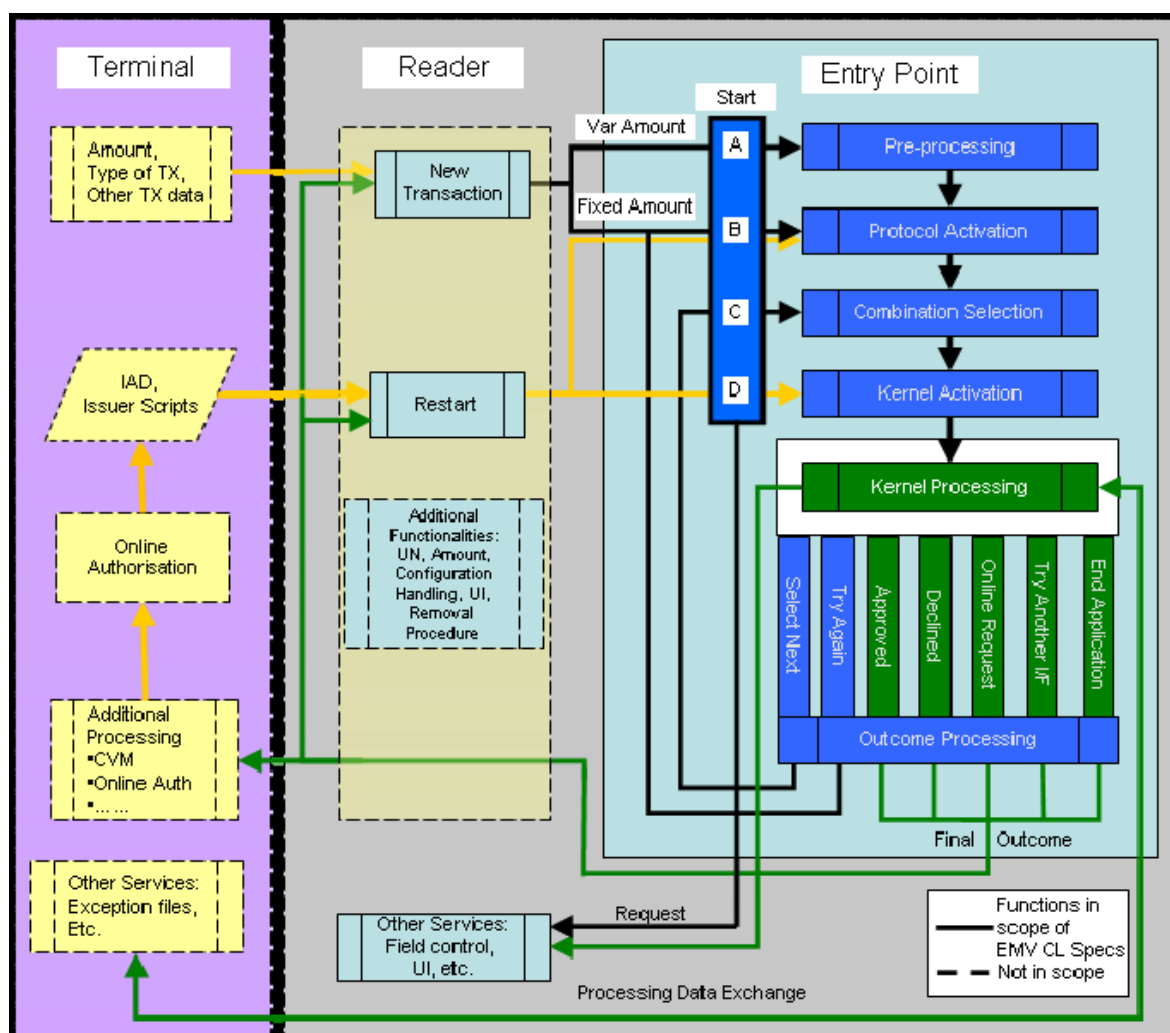 Terminal
Reader
Entry Point
Start
Amount,
Type of TX,
Other TX data
New
Transaction
Var Amount
Fixed Amount
A
Pre-processing
B
Protocol Activation
C
Combination Selection
D
Kernel Activation
IAD,
Issuer Scripts
Restart
Kernel Processing
Online
Authorisation
Additional
Functionalities:
UN, Amount,
Configuration
Handling, UI,
Removal
Procedure
Select Next
Try Again
Approved
Declined
Online Request
Try Another I/F
End Application
Outcome Processing
Additional
Processing
▪CVM
▪Online Auth
▪... ...
Final Outcome
Other Services:
Exception files,
Etc.
Request
Other Services:
Field control,
UI, etc.
Processing Data Exchange
Functions in
scope of
EMV CL Specs
Not in scope